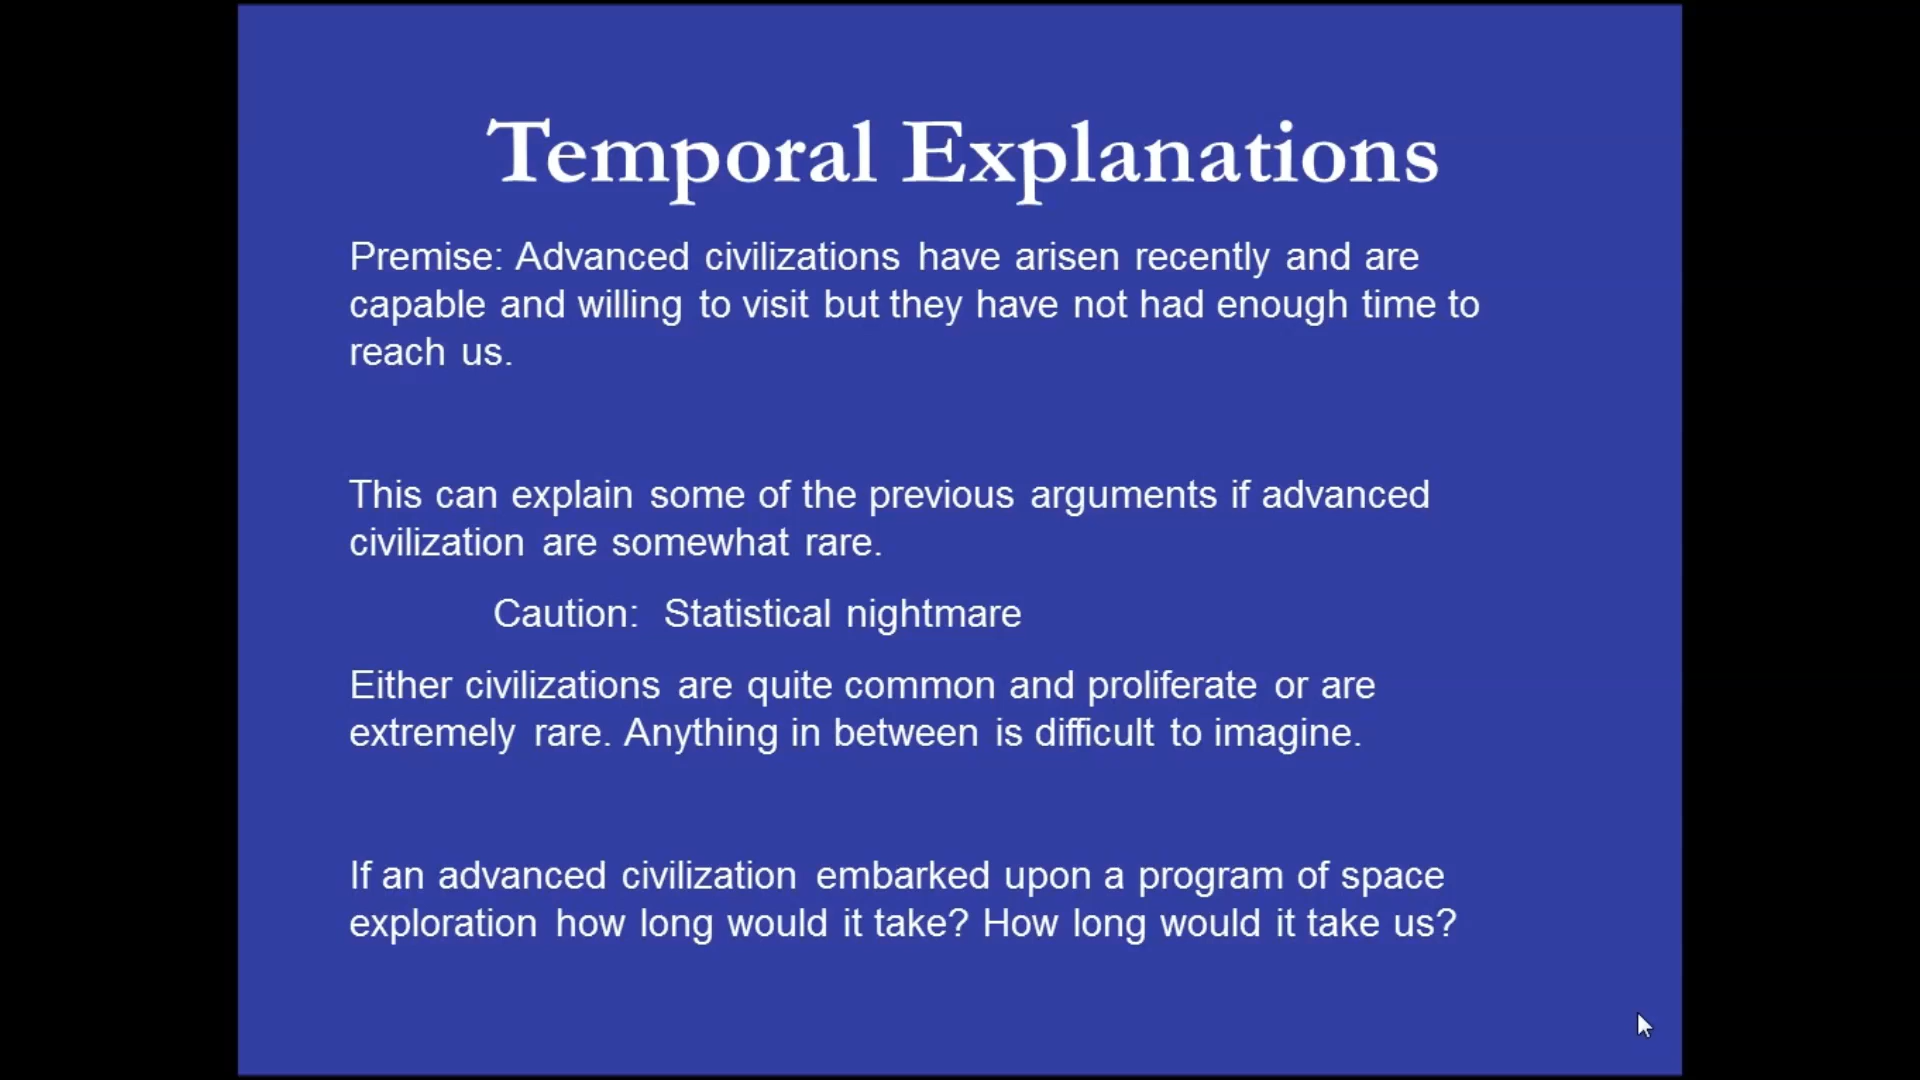 Temporal Explanations
Premise: Advanced civilizations have arisen recently and are
capable and willing to visit but they have not had enough time to
reach us.
This can explain some of the previous arguments if advanced
civilization are somewhat rare.
Caution: Statistical nightmare
Either civilizations are quite common and proliferate or are
extremely rare. Anything in between is difficult to imagine.
If an advanced civilization embarked upon a program of space
exploration how long would it take? How long would it take us?